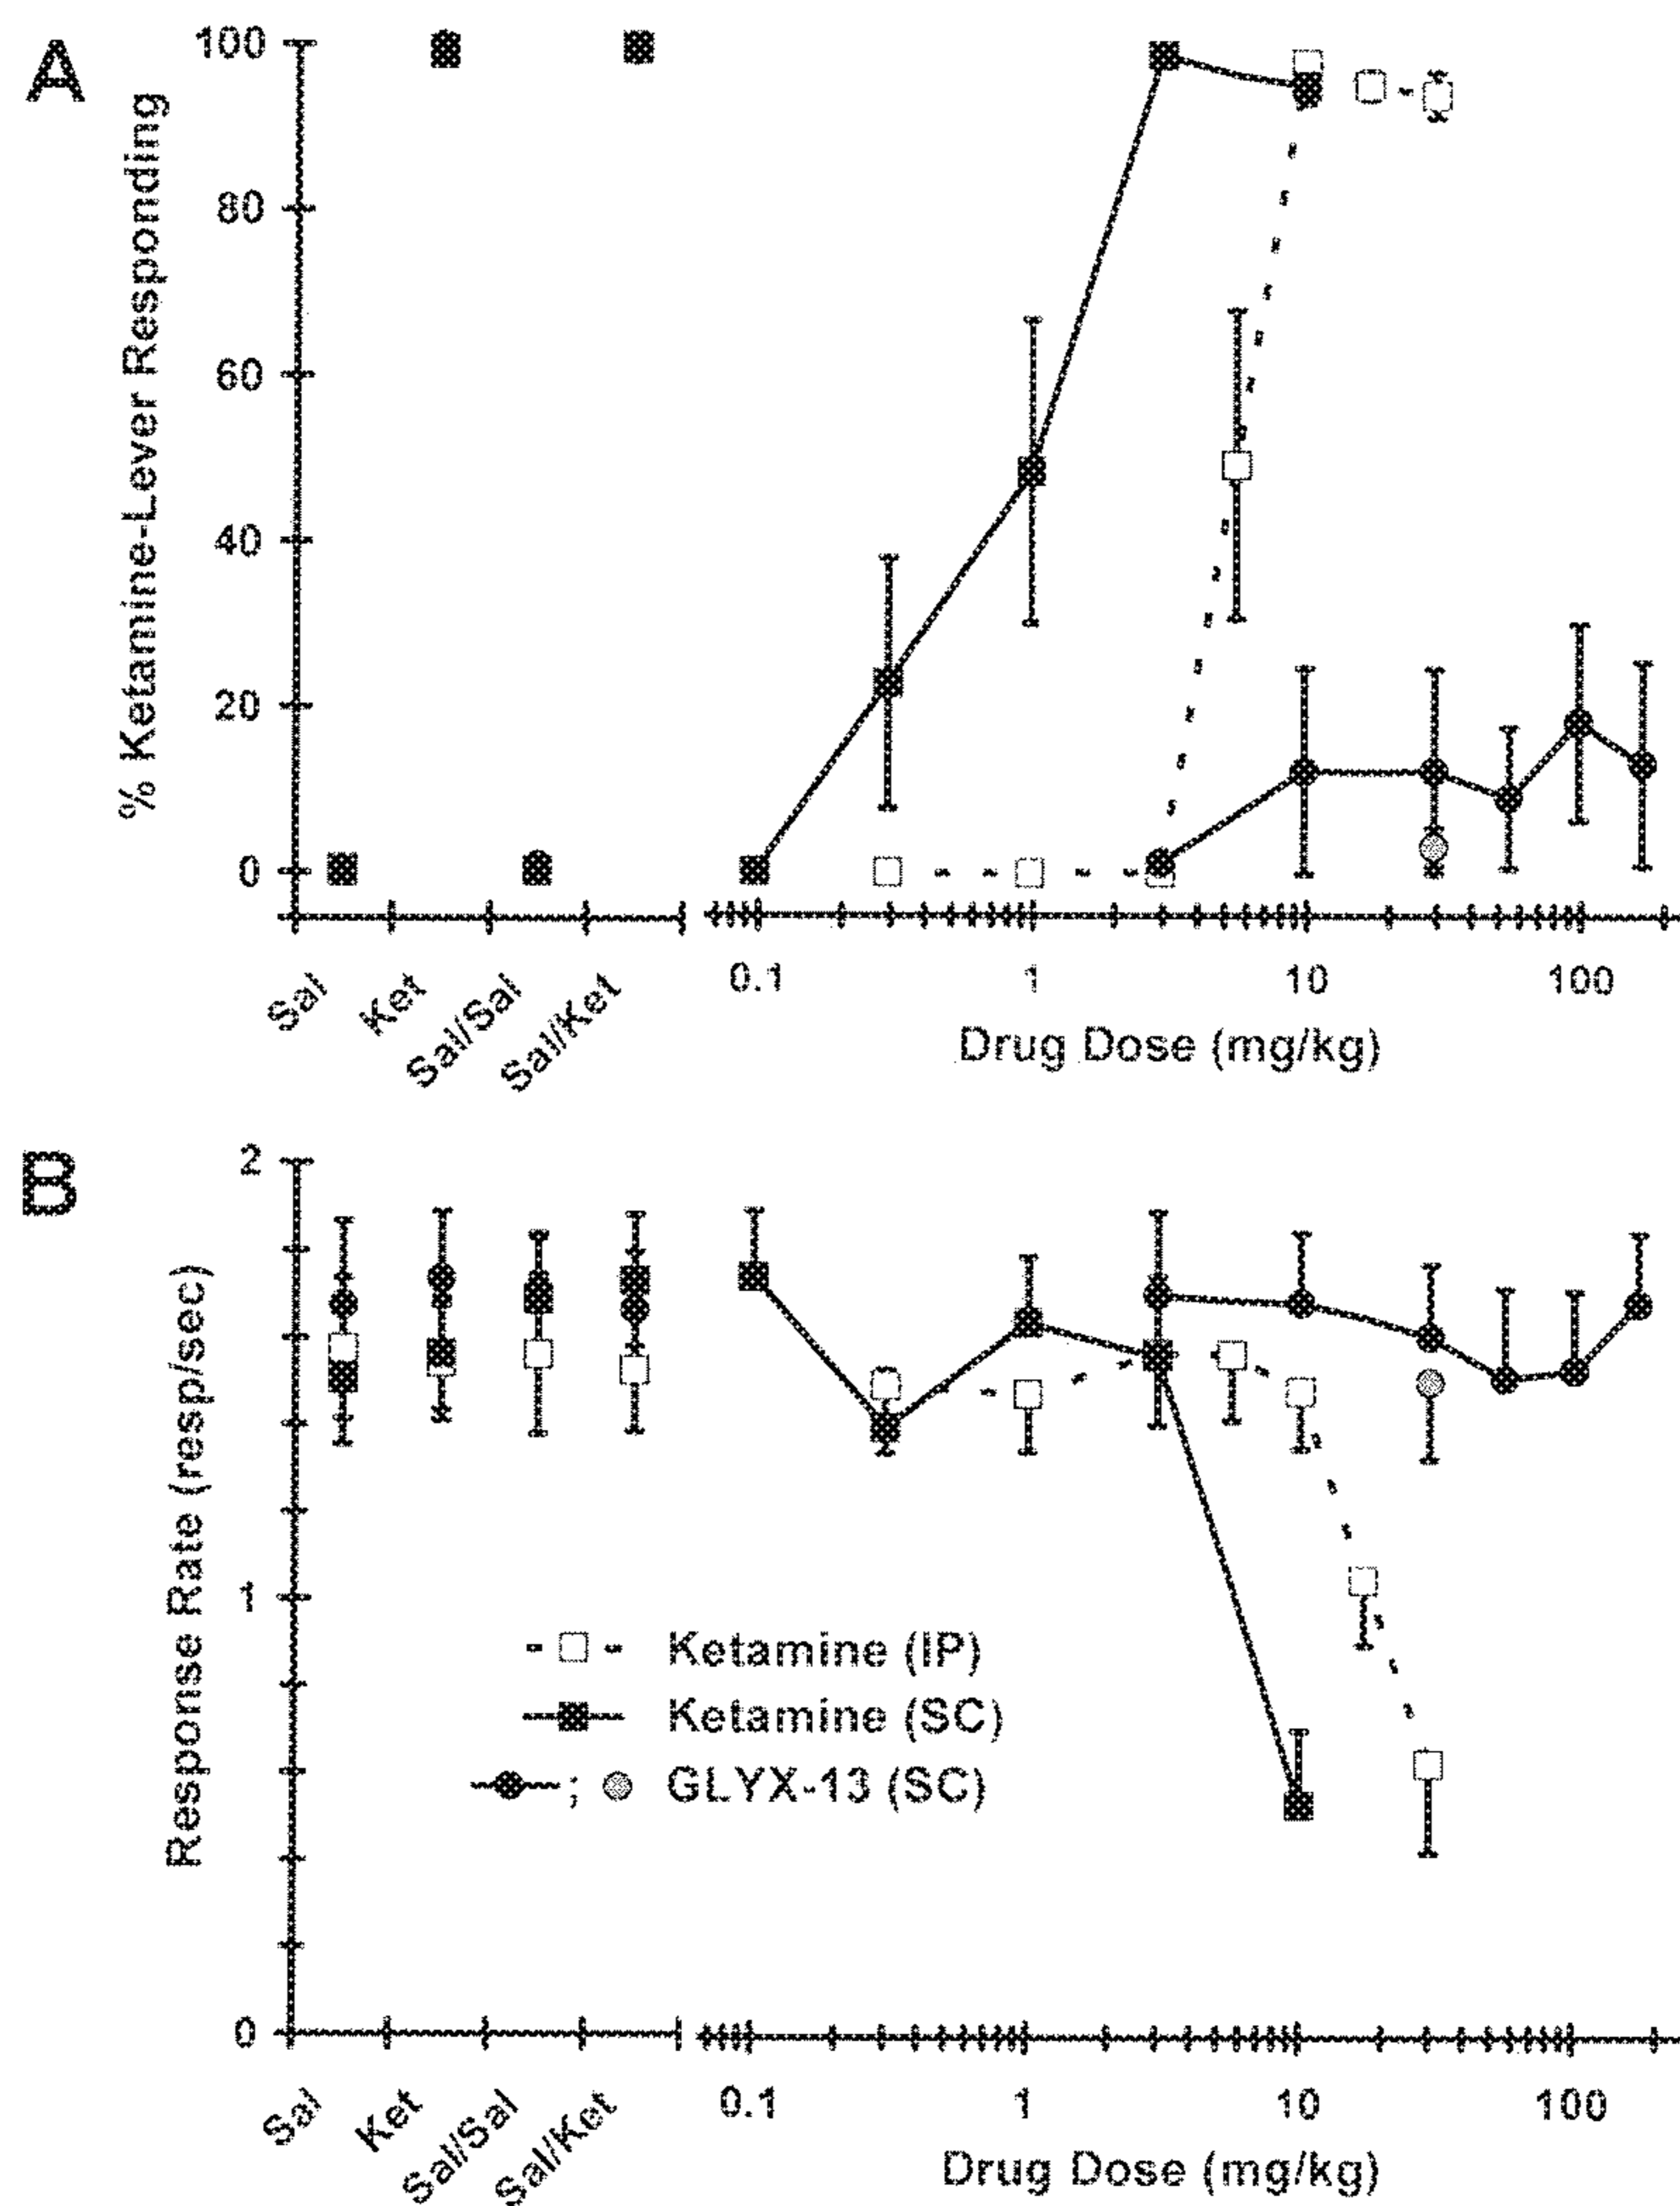 A
100
80
60
40
20
0
% Ketamine-Lever Responding
Sal
Ket
Sal/Sal
Sal/Ket
0.1
1
10
100
Drug Dose (mg/kg)
B
2
1
0
Response Rate (resp/sec)
Ketamine (IP)
Ketamine (SC)
; GLYX-13 (SC)
Sal
Ket
Sal/Sal
Sal/Ket
0.1
1
10
100
Drug Dose (mg/kg)